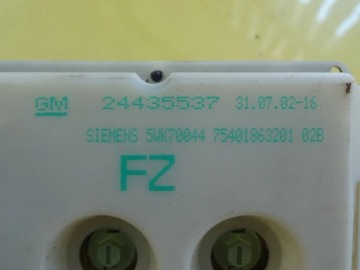 GM 24435537 31.07.02-16
SIEMENS 5WK70044 75401863201 02B
FZ